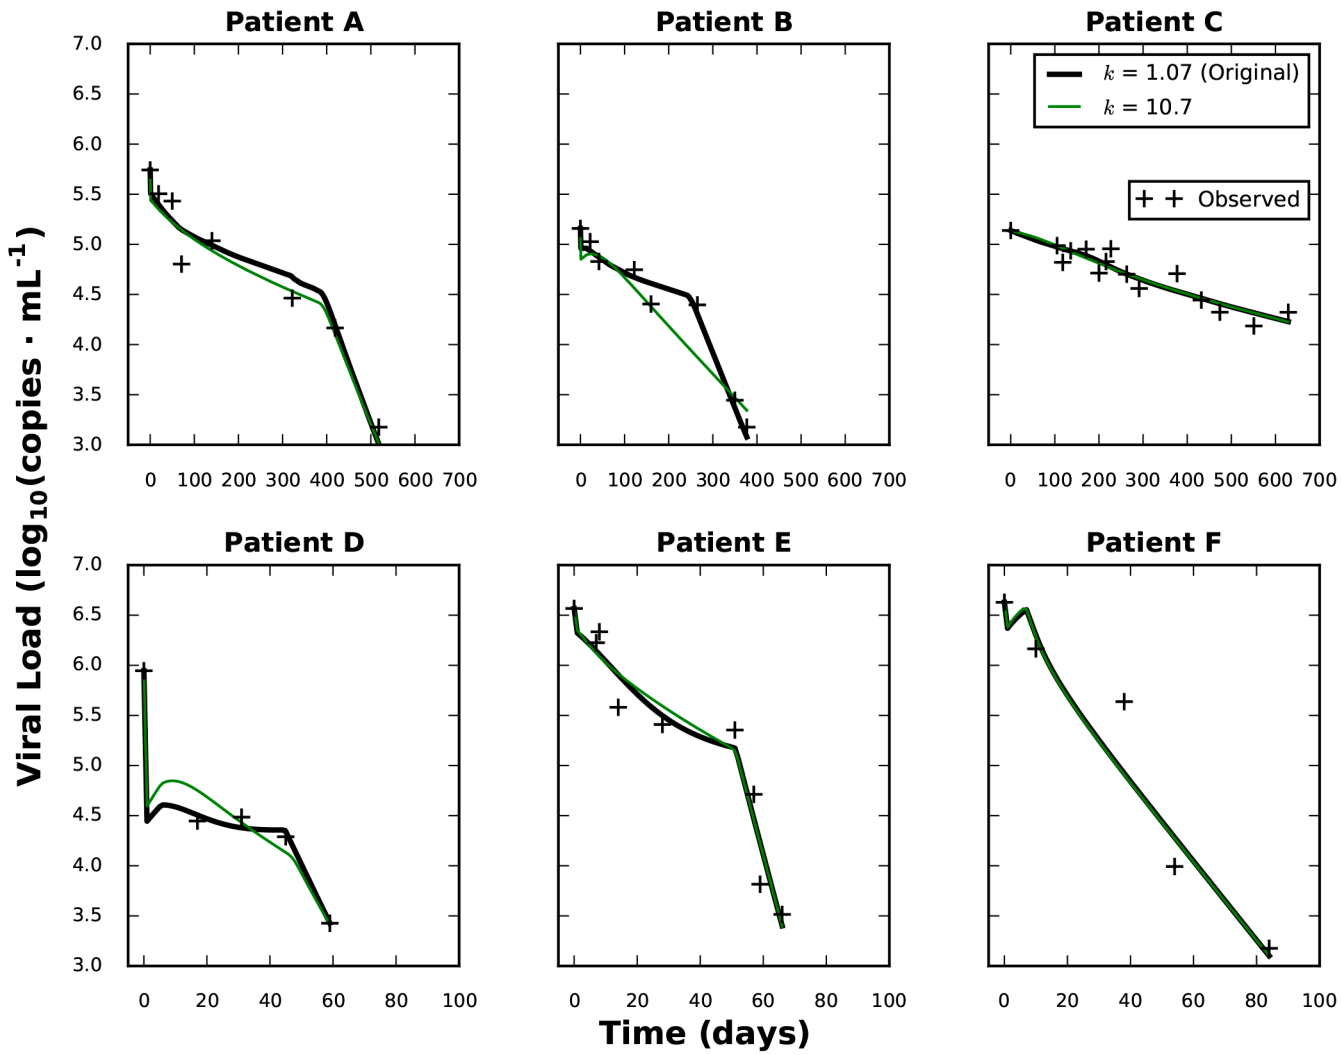 Patient A
Patient B
Patient C
7.0
6.5
6.0
5.5
5.0
4.5
4.0
3.5
3.0
k = 1.07 (Original)
k = 10.7
Observed
0 100 200 300 400 500 600 700
0 100 200 300 400 500 600 700
0 100 200 300 400 500 600 700
Viral Load (log₁₀(copies · mL⁻¹)
Patient D
Patient E
Patient F
7.0
6.5
6.0
5.5
5.0
4.5
4.0
3.5
3.0
0 20 40 60 80 100
0 20 40 60 80 100
0 20 40 60 80 100
Time (days)